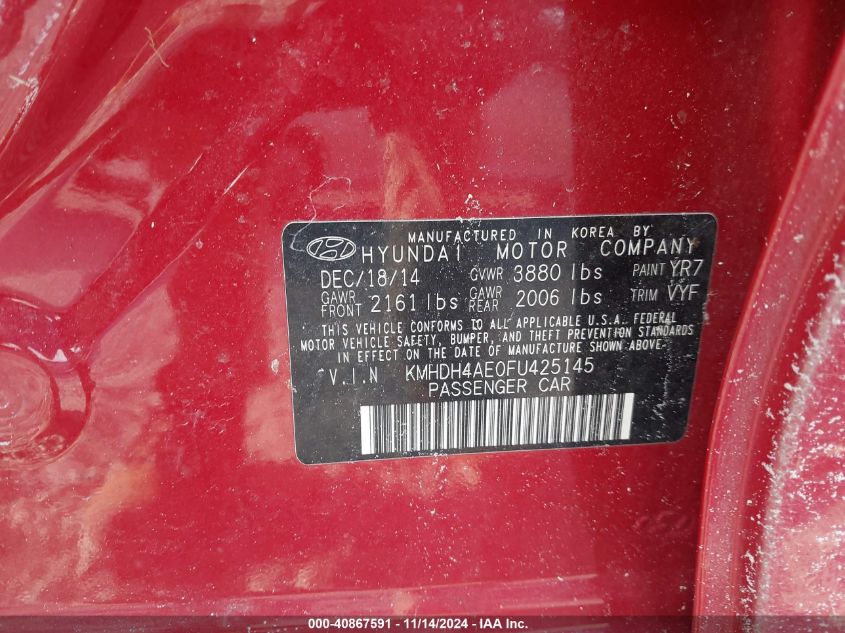 MANUFACTURED IN KOREA BY
HYUNDAI MOTOR COMPANY
DEC/18/14 GVWR 3880 lbs PAINT YR7
GAWR FRONT 2161 lbs GAWR REAR 2006 lbs TRIM VYF
THIS VEHICLE CONFORMS TO ALL APPLICABLE U.S.A. FEDERAL
MOTOR VEHICLE SAFETY, BUMPER, AND THEFT PREVENTION STANDARDS
IN EFFECT ON THE DATE OF MANUFACTURE SHOWN ABOVE.
V.I.N KMHDH4AE0FU425145
PASSENGER CAR
000-40867591 - 11/14/2024 - IAAI.com